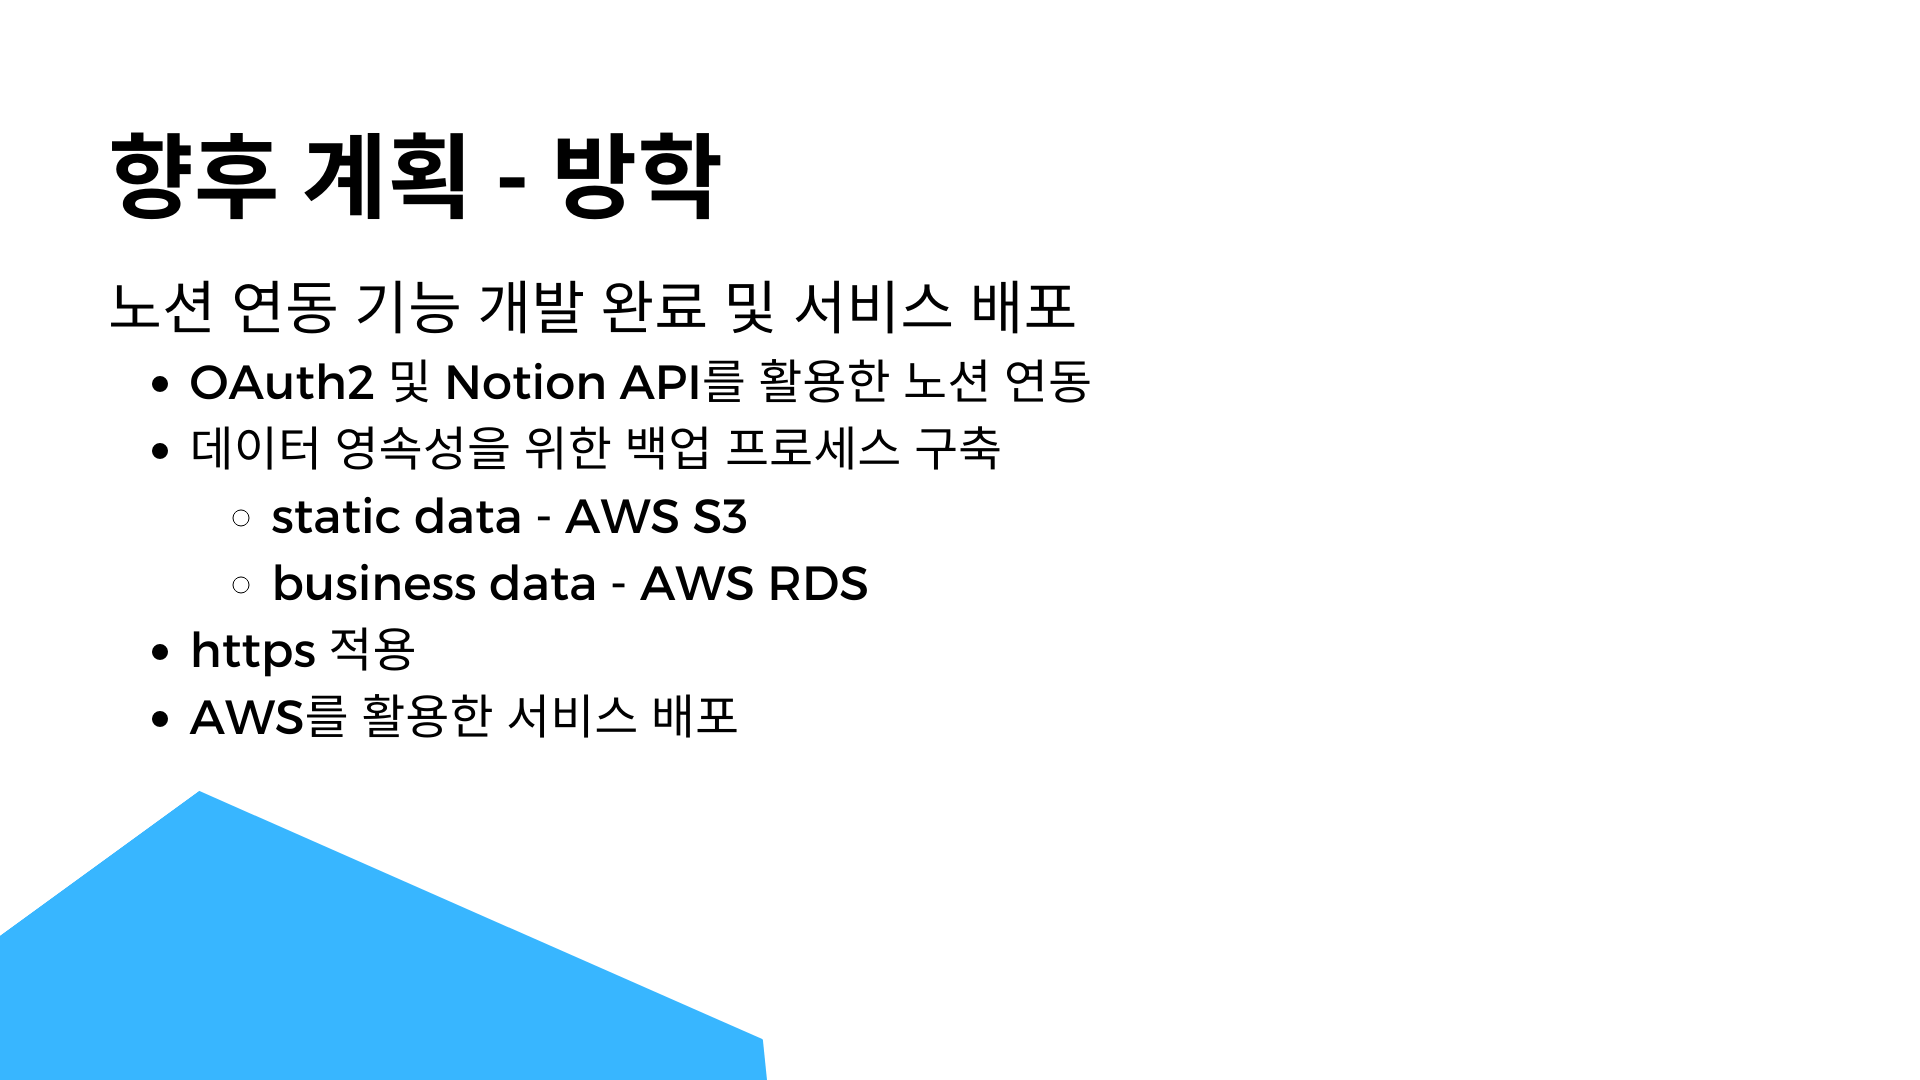 향후 계획 - 방학
노션 연동 기능 개발 완료 및 서비스 배포
• OAuth2 및 Notion API를 활용한 노션 연동
• 데이터 영속성을 위한 백업 프로세스 구축
○ static data - AWS S3
○ business data - AWS RDS
• https 적용
• AWS를 활용한 서비스 배포